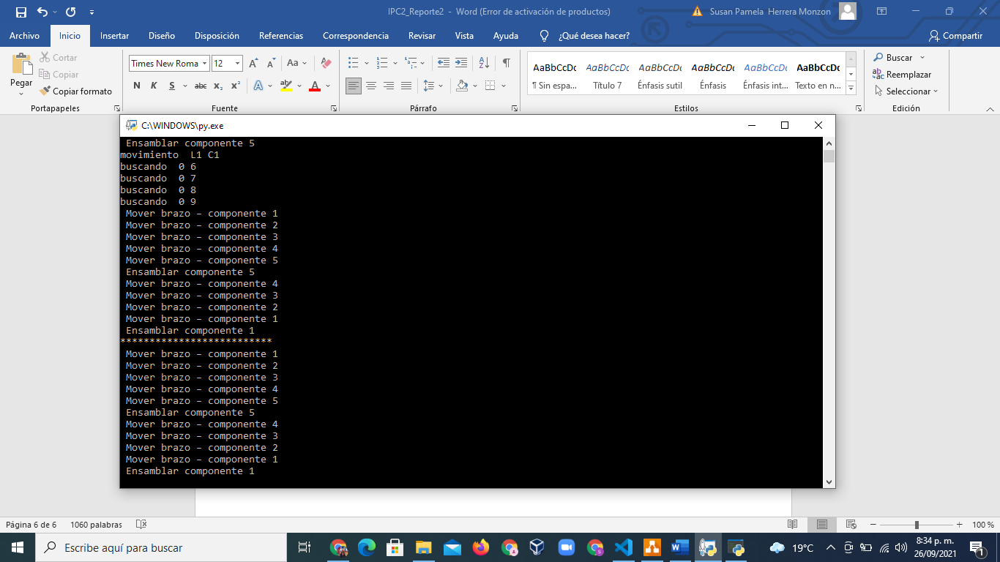 IPC2_Reporte2 - Word (Error de activación de productos)
Susan Pamela Herrera Monzon
Archivo Inicio Insertar Diseño Disposición Referencias Correspondencia Revisar Vista Ayuda ¿Qué desea hacer? Compartir
Pegar
Cortar
Copiar
Copiar formato
Portapapeles
Times New Roma 12
Aa
N K S abc x₂ x²
Fuente
Párrafo
AaBbCcDc AaBbCcDc AaBbCcDc AaBbCcDc AaBbCcDc AaBbCcDc
¶ Sin espa... Título 7 Énfasis sutil Énfasis Énfasis int... Texto en n...
Estilos
Buscar
Reemplazar
Seleccionar
Edición
C:\WINDOWS\py.exe
Ensamblar componente 5
movimiento  L1 C1
buscando  0 6
buscando  0 7
buscando  0 8
buscando  0 9
Mover brazo – componente 1
Mover brazo – componente 2
Mover brazo – componente 3
Mover brazo – componente 4
Mover brazo – componente 5
Ensamblar componente 5
Mover brazo – componente 4
Mover brazo – componente 3
Mover brazo – componente 2
Mover brazo – componente 1
Ensamblar componente 1
**************************
Mover brazo – componente 1
Mover brazo – componente 2
Mover brazo – componente 3
Mover brazo – componente 4
Mover brazo – componente 5
Ensamblar componente 5
Mover brazo – componente 4
Mover brazo – componente 3
Mover brazo – componente 2
Mover brazo – componente 1
Ensamblar componente 1
Página 6 de 6 1060 palabras 100 %
Escribe aquí para buscar
19°C
8:34 p. m.
26/09/2021
1